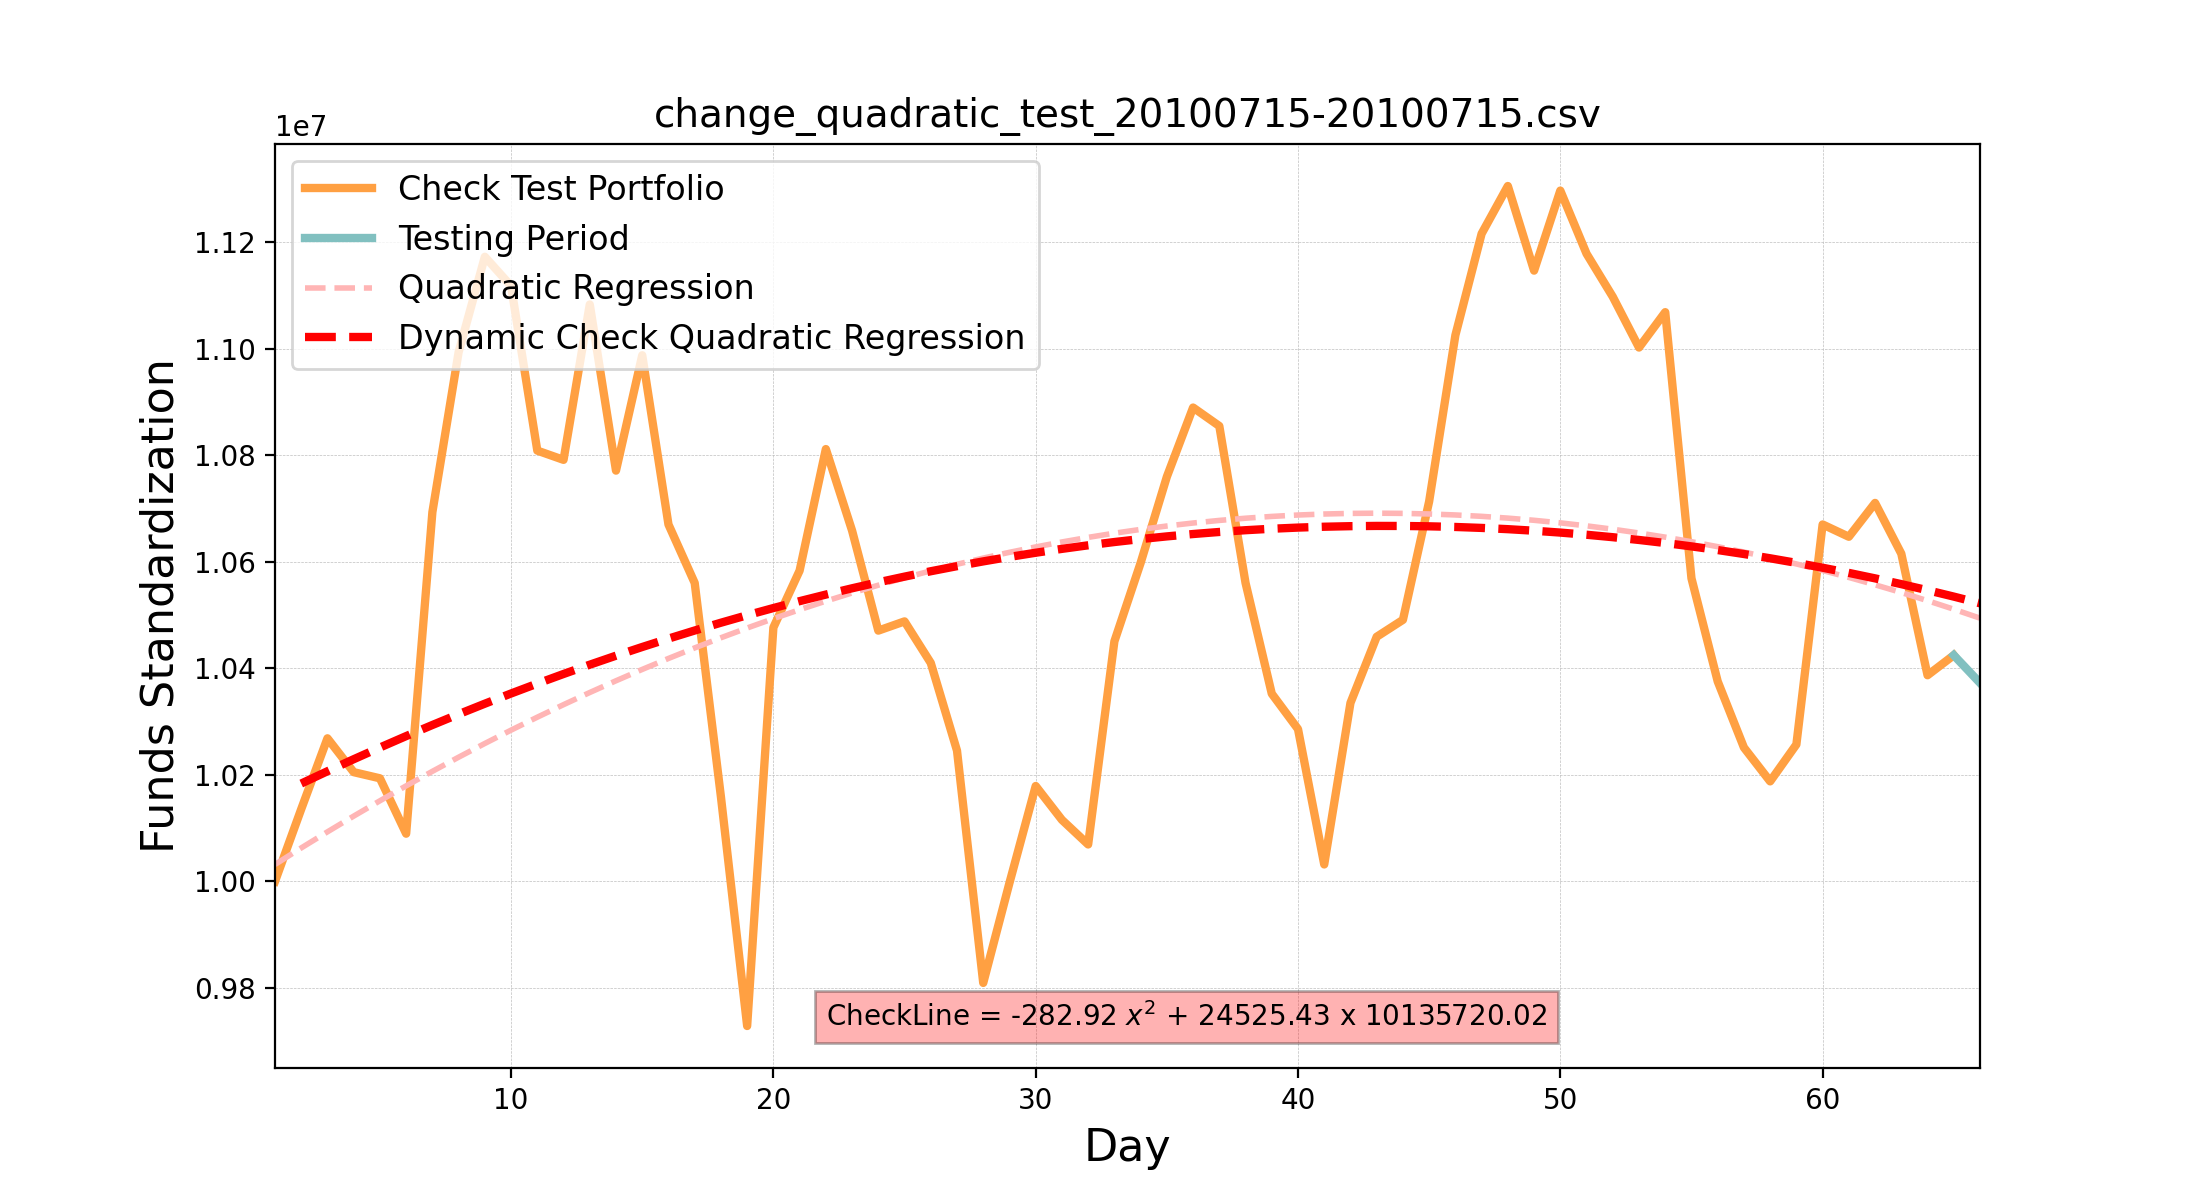 change_quadratic_test_20100715-20100715.csv
1e7
Check Test Portfolio
Testing Period
Quadratic Regression
Dynamic Check Quadratic Regression
1.12
1.10
1.08
1.06
1.04
1.02
1.00
0.98
Funds Standardization
CheckLine = -282.92 x² + 24525.43 x 10135720.02
10 20 30 40 50 60
Day